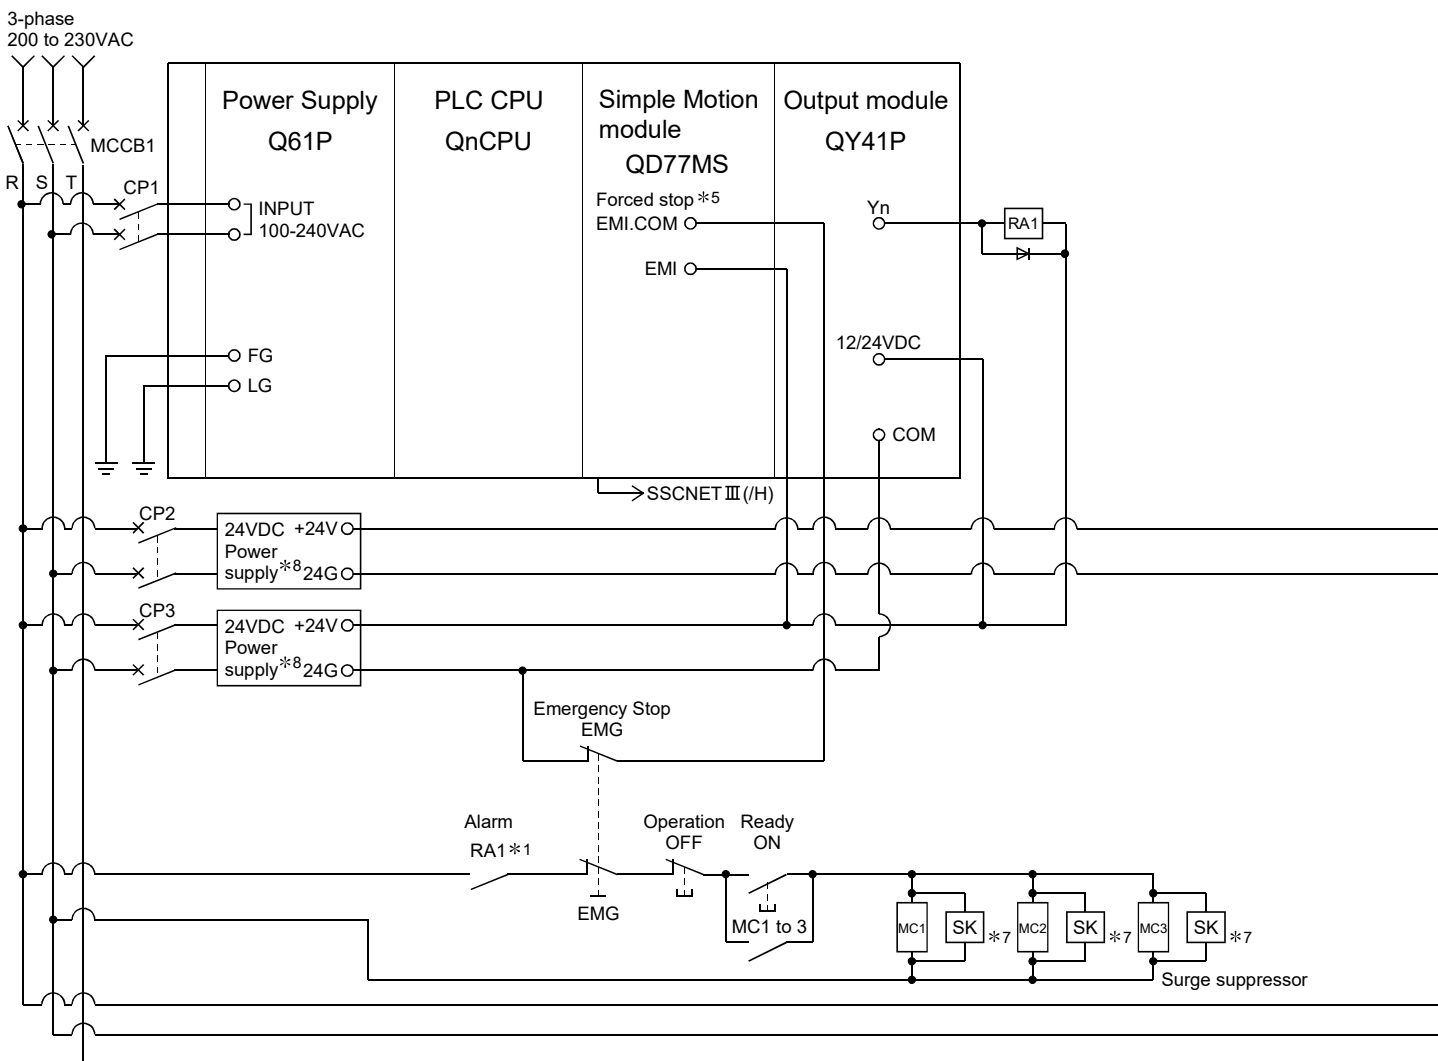 3-phase
200 to 230VAC
MCCB1
R S T
CP1
Power Supply
Q61P
INPUT
100-240VAC
FG
LG
PLC CPU
QnCPU
Simple Motion
module
QD77MS
Forced stop *5
EMI.COM
EMI
Output module
QY41P
Yn
12/24VDC
COM
RA1
SSCNETⅢ(/H)
CP2
24VDC +24V
Power
supply*8 24G
CP3
24VDC +24V
Power
supply*8 24G
Emergency Stop
EMG
Alarm
RA1*1
EMG
Operation
OFF
Ready
ON
MC1 to 3
MC1 SK *7 MC2 SK *7 MC3 SK *7
Surge suppressor